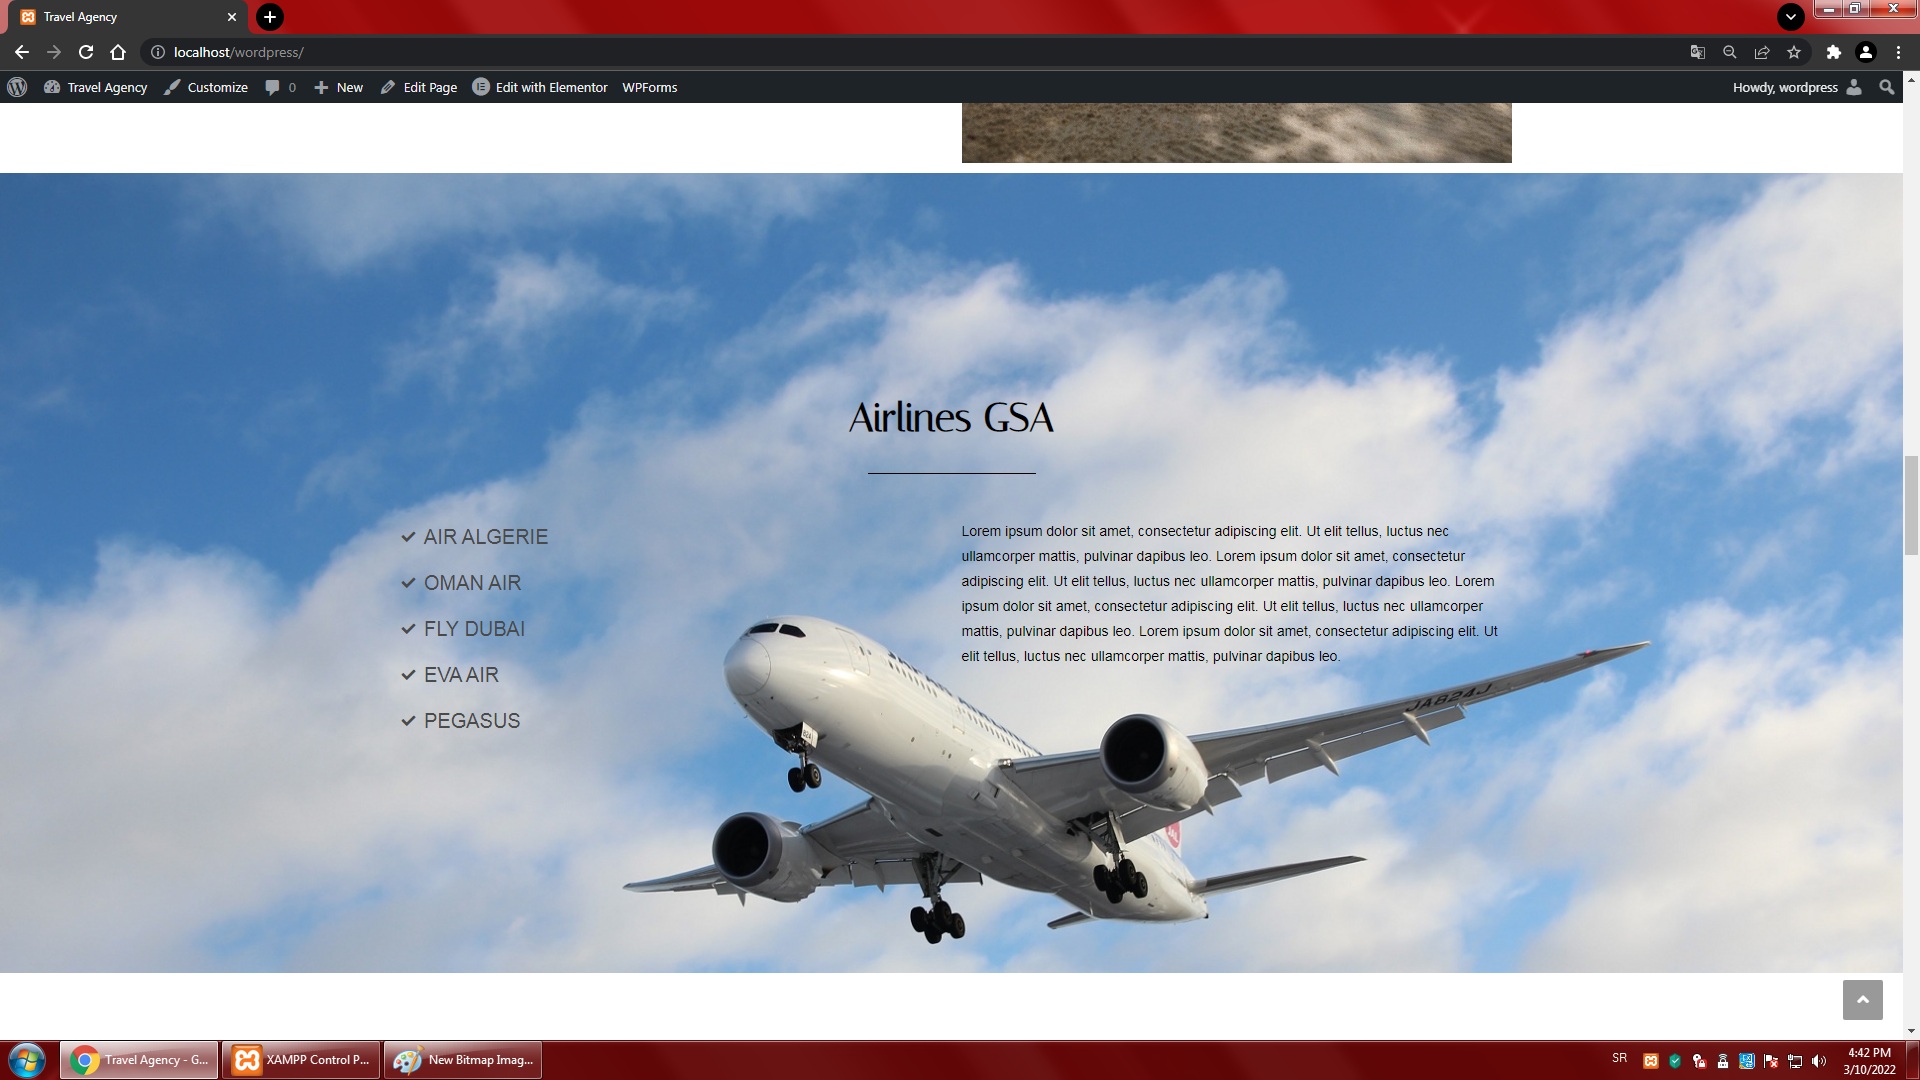 Travel Agency
localhost/wordpress/
Travel Agency Customize 0 New Edit Page Edit with Elementor WPForms Howdy, wordpress
Airlines GSA
AIR ALGERIE
OMAN AIR
FLY DUBAI
EVA AIR
PEGASUS
Lorem ipsum dolor sit amet, consectetur adipiscing elit. Ut elit tellus, luctus nec
ullamcorper mattis, pulvinar dapibus leo. Lorem ipsum dolor sit amet, consectetur
adipiscing elit. Ut elit tellus, luctus nec ullamcorper mattis, pulvinar dapibus leo. Lorem
ipsum dolor sit amet, consectetur adipiscing elit. Ut elit tellus, luctus nec ullamcorper
mattis, pulvinar dapibus leo. Lorem ipsum dolor sit amet, consectetur adipiscing elit. Ut
elit tellus, luctus nec ullamcorper mattis, pulvinar dapibus leo.
JA824J
Travel Agency - G... XAMPP Control P... New Bitmap Imag... SR 4:42 PM
3/10/2022